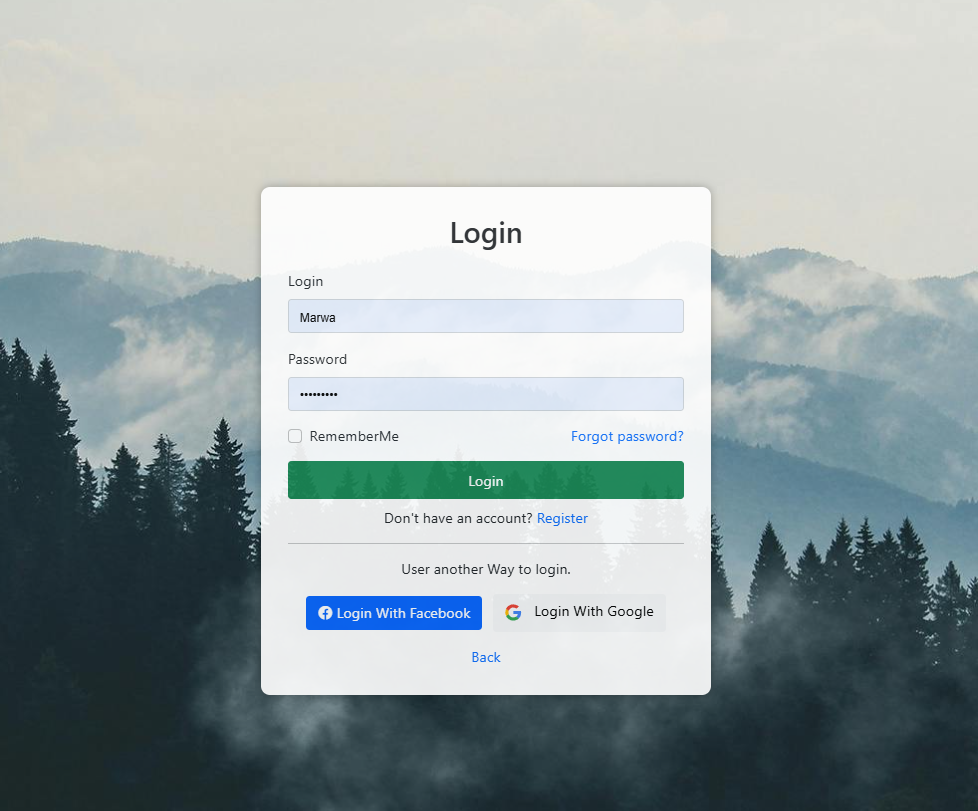 Login
Login
Marwa
Password
•••••••••
RememberMe Forgot password?
Login
Don't have an account? Register
User another Way to login.
Login With Facebook Login With Google
Back